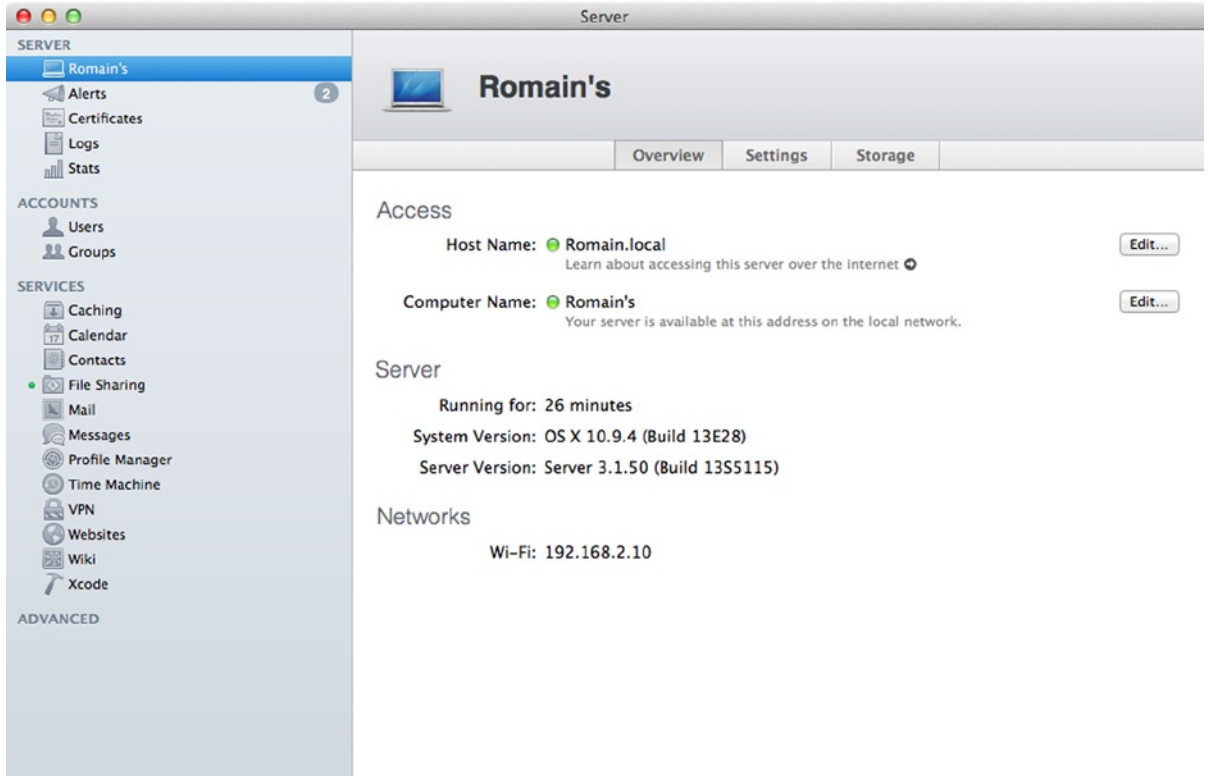 Server
SERVER
Romain's
Alerts 2
Certificates
Logs
Stats
ACCOUNTS
Users
Groups
SERVICES
Caching
17 Calendar
Contacts
File Sharing
Mail
Messages
Profile Manager
Time Machine
VPN
Websites
Wiki
Xcode
ADVANCED
Romain's
Overview Settings Storage
Access
Host Name: Romain.local Edit...
Learn about accessing this server over the internet
Computer Name: Romain's Edit...
Your server is available at this address on the local network.
Server
Running for: 26 minutes
System Version: OS X 10.9.4 (Build 13E28)
Server Version: Server 3.1.50 (Build 13S5115)
Networks
Wi-Fi: 192.168.2.10